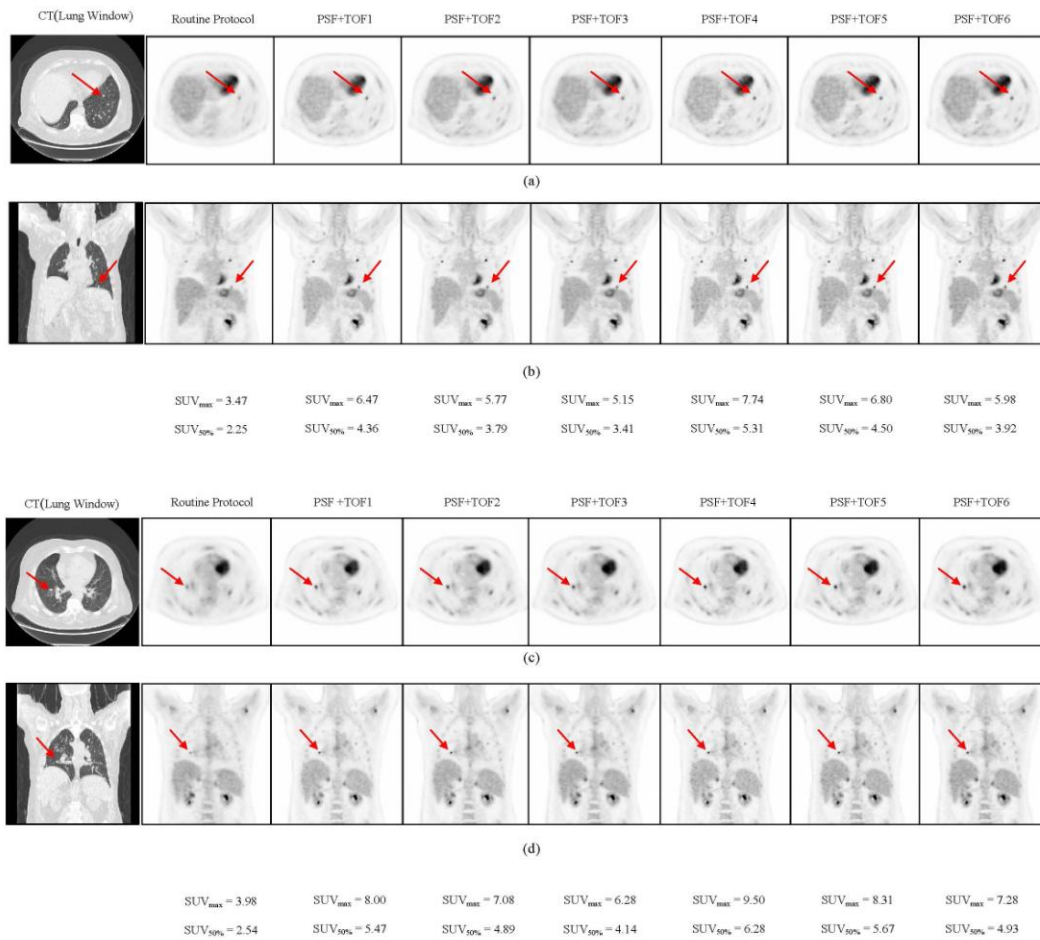 CT(Lung Window) Routine Protocol PSF+TOF1 PSF+TOF2 PSF+TOF3 PSF+TOF4 PSF+TOF5 PSF+TOF6
(a)
(b)
SUVmax = 3.47 SUVmax = 6.47 SUVmax = 5.77 SUVmax = 5.15 SUVmax = 7.74 SUVmax = 6.80 SUVmax = 5.98
SUV50% = 2.25 SUV50% = 4.36 SUV50% = 3.79 SUV50% = 3.41 SUV50% = 5.31 SUV50% = 4.50 SUV50% = 3.92
CT(Lung Window) Routine Protocol PSF +TOF1 PSF+TOF2 PSF+TOF3 PSF+TOF4 PSF+TOF5 PSF+TOF6
(c)
(d)
SUVmax = 3.98 SUVmax = 8.00 SUVmax = 7.08 SUVmax = 6.28 SUVmax = 9.50 SUVmax = 8.31 SUVmax = 7.28
SUV50% = 2.54 SUV50% = 5.47 SUV50% = 4.89 SUV50% = 4.14 SUV50% = 6.28 SUV50% = 5.67 SUV50% = 4.93